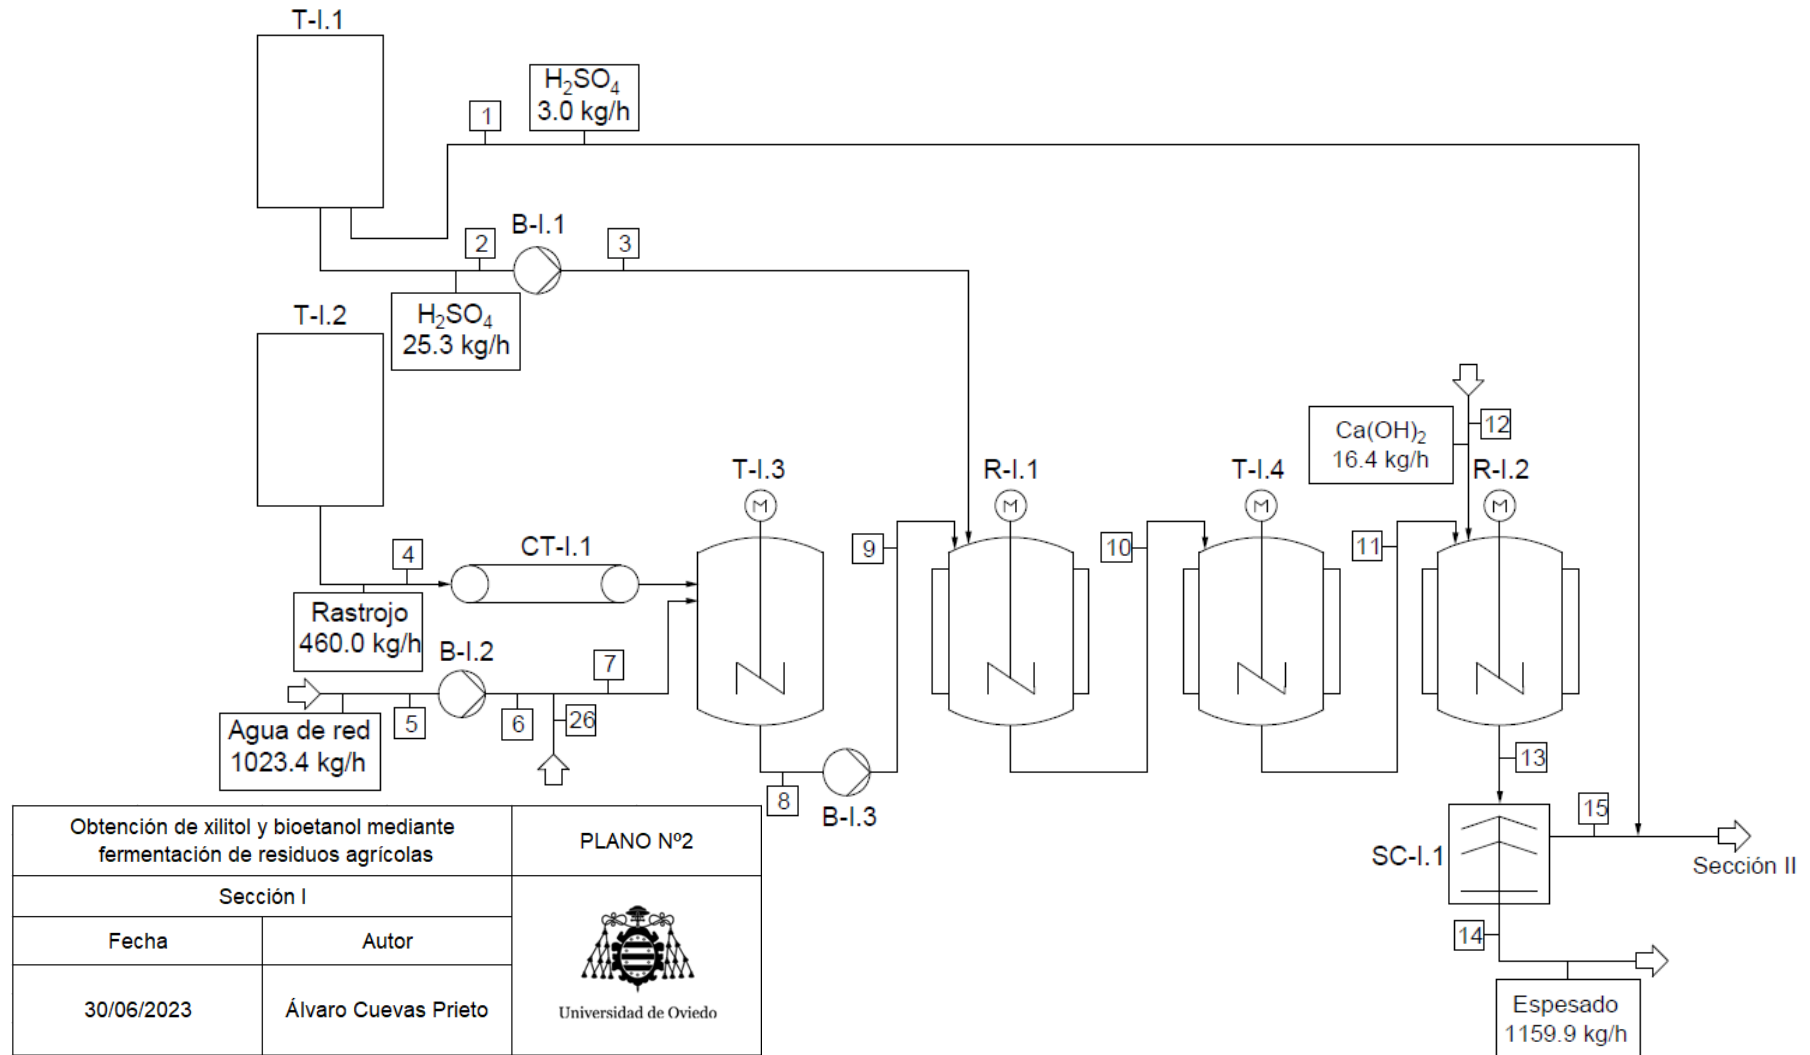 T-I.1
H₂SO₄
3.0 kg/h
1
B-I.1
2
3
H₂SO₄
25.3 kg/h
T-I.2
12
Ca(OH)₂
16.4 kg/h
T-I.3
R-I.1
T-I.4
R-I.2
M
M
M
M
4
CT-I.1
9
10
11
Rastrojo
460.0 kg/h
B-I.2
7
5
6
26
Agua de red
1023.4 kg/h
8
B-I.3
13
15
SC-I.1
Sección II
14
Espesado
1159.9 kg/h
Obtención de xilitol y bioetanol mediante
fermentación de residuos agrícolas
PLANO Nº2
Sección I
Fecha
Autor
30/06/2023
Álvaro Cuevas Prieto
Universidad de Oviedo